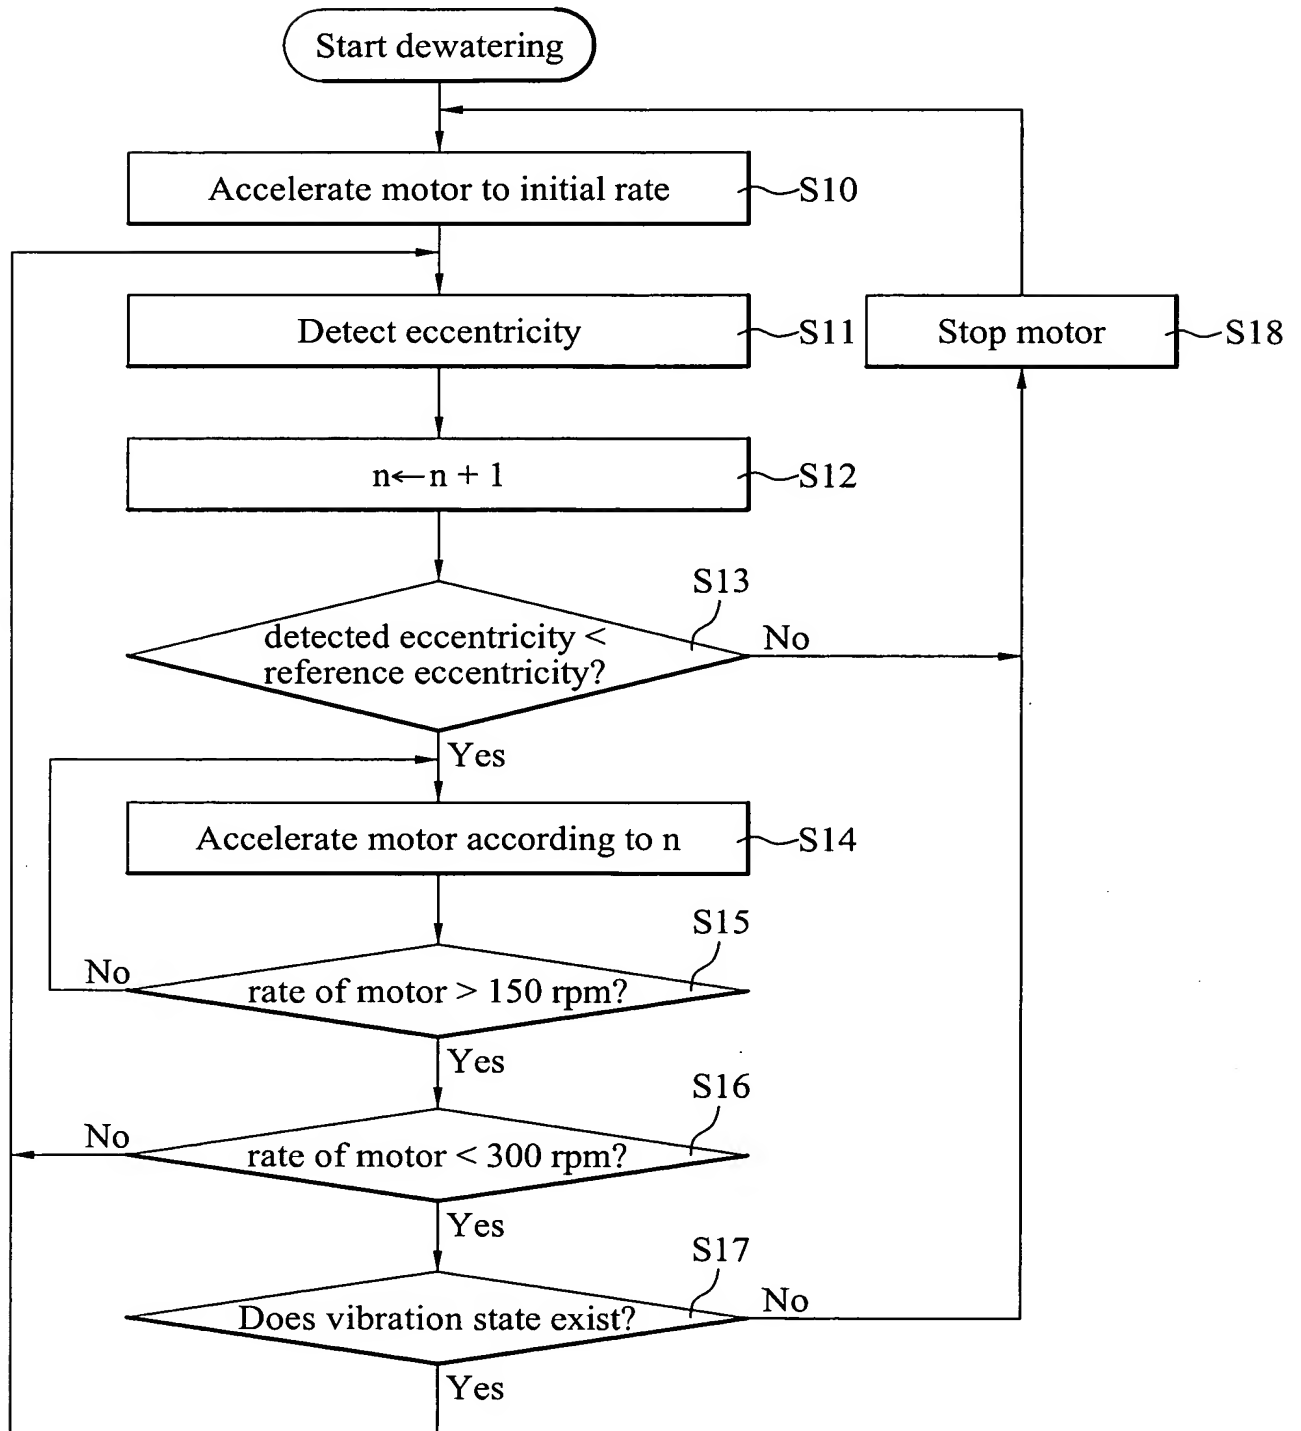 Start dewatering
Accelerate motor to initial rate
S10
Detect eccentricity
S11
Stop motor
S18
n←n + 1
S12
S13
detected eccentricity <
reference eccentricity?
No
Yes
Accelerate motor according to n
S14
S15
No
rate of motor > 150 rpm?
Yes
S16
No
rate of motor < 300 rpm?
Yes
S17
Does vibration state exist?
No
Yes